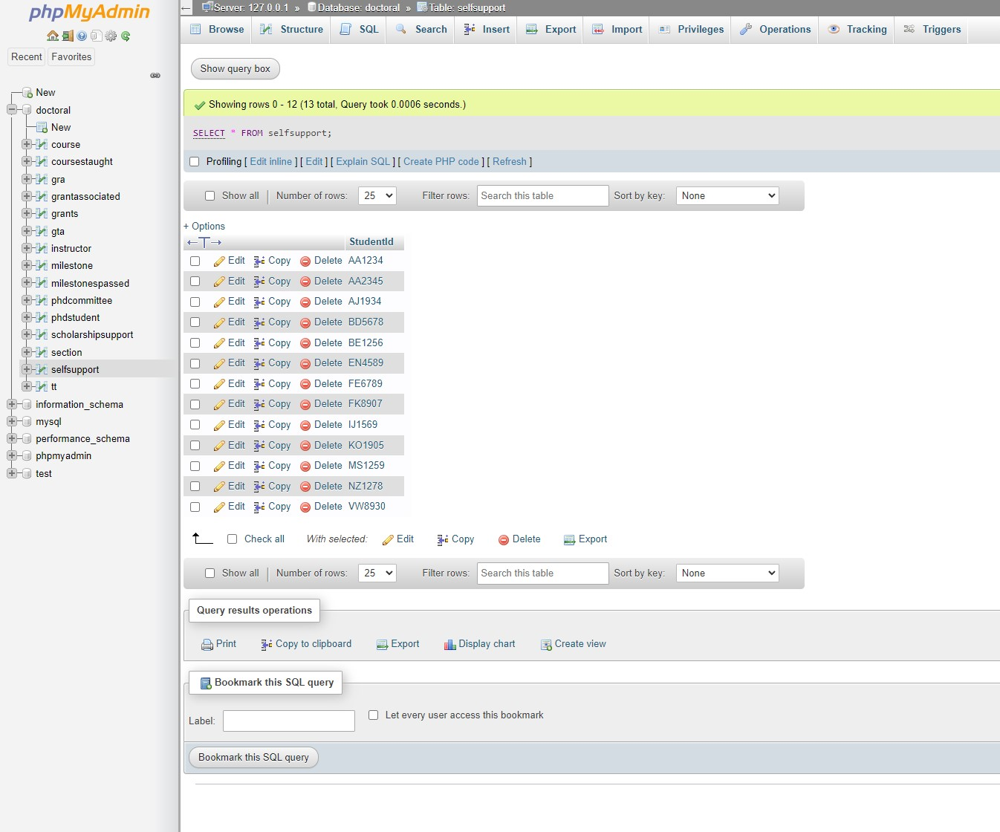 phpMyAdmin
Recent Favorites
New
doctoral
New
course
coursestaught
gra
grantassociated
grants
gta
instructor
milestone
milestonespassed
phdcommittee
phdstudent
scholarshipsupport
section
selfsupport
tt
information_schema
mysql
performance_schema
phpmyadmin
test
Server: 127.0.0.1 » Database: doctoral » Table: selfsupport
Browse Structure SQL Search Insert Export Import Privileges Operations Tracking Triggers
Show query box
Showing rows 0 - 12 (13 total, Query took 0.0006 seconds.)
SELECT * FROM selfsupport;
Profiling [ Edit inline ] [ Edit ] [ Explain SQL ] [ Create PHP code ] [ Refresh ]
Show all | Number of rows: 25 Filter rows: Search this table Sort by key: None
+ Options
←T→ StudentId
Edit Copy Delete AA1234
Edit Copy Delete AA2345
Edit Copy Delete AJ1934
Edit Copy Delete BD5678
Edit Copy Delete BE1256
Edit Copy Delete EN4589
Edit Copy Delete FE6789
Edit Copy Delete FK8907
Edit Copy Delete IJ1569
Edit Copy Delete KO1905
Edit Copy Delete MS1259
Edit Copy Delete NZ1278
Edit Copy Delete VW8930
Check all With selected: Edit Copy Delete Export
Show all | Number of rows: 25 Filter rows: Search this table Sort by key: None
Query results operations
Print Copy to clipboard Export Display chart Create view
Bookmark this SQL query
Label: Let every user access this bookmark
Bookmark this SQL query